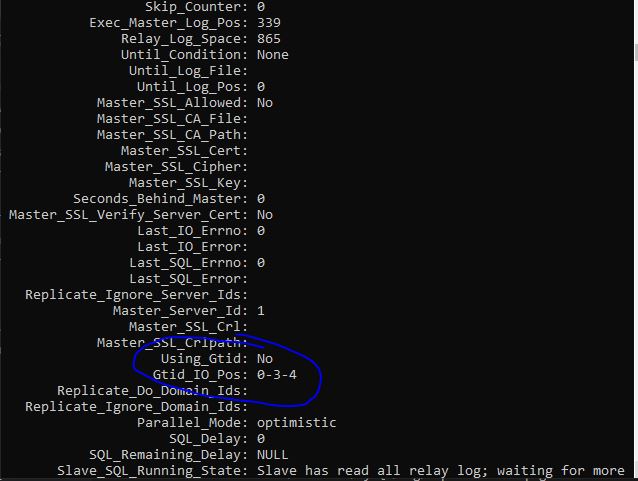 Skip_Counter: 0
Exec_Master_Log_Pos: 339
Relay_Log_Space: 865
Until_Condition: None
Until_Log_File:
Until_Log_Pos: 0
Master_SSL_Allowed: No
Master_SSL_CA_File:
Master_SSL_CA_Path:
Master_SSL_Cert:
Master_SSL_Cipher:
Master_SSL_Key:
Seconds_Behind_Master: 0
Master_SSL_Verify_Server_Cert: No
Last_IO_Errno: 0
Last_IO_Error:
Last_SQL_Errno: 0
Last_SQL_Error:
Replicate_Ignore_Server_Ids:
Master_Server_Id: 1
Master_SSL_Crl:
Master_SSL_Crlpath:
Using_Gtid: No
Gtid_IO_Pos: 0-3-4
Replicate_Do_Domain_Ids:
Replicate_Ignore_Domain_Ids:
Parallel_Mode: optimistic
SQL_Delay: 0
SQL_Remaining_Delay: NULL
Slave_SQL_Running_State: Slave has read all relay log; waiting for more